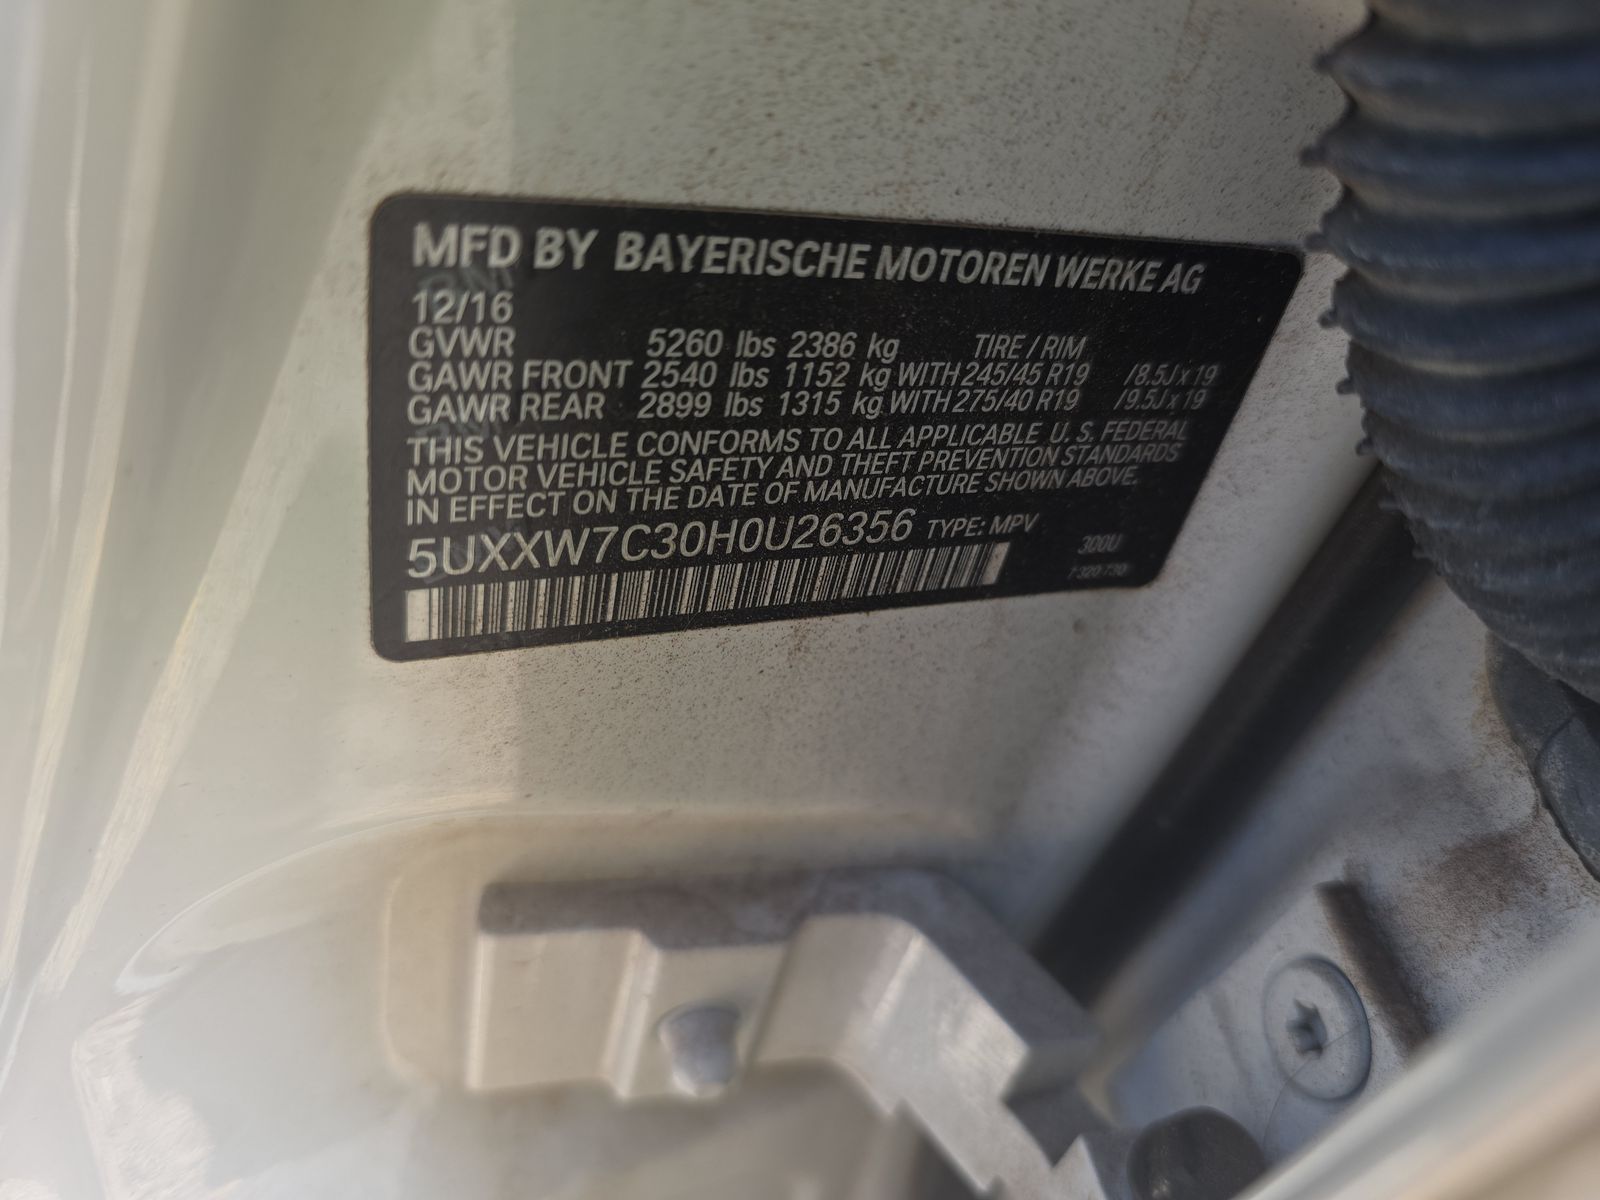 MFD BY BAYERISCHE MOTOREN WERKE AG
12/16
GVWR 5260 lbs 2386 kg TIRE / RIM
GAWR FRONT 2540 lbs 1152 kg WITH 245/45 R19 /8.5J x 19
GAWR REAR 2899 lbs 1315 kg WITH 275/40 R19 /9.5J x 19
THIS VEHICLE CONFORMS TO ALL APPLICABLE U. S. FEDERAL
MOTOR VEHICLE SAFETY AND THEFT PREVENTION STANDARDS
IN EFFECT ON THE DATE OF MANUFACTURE SHOWN ABOVE.
5UXXW7C30H0U26356 TYPE: MPV
300U